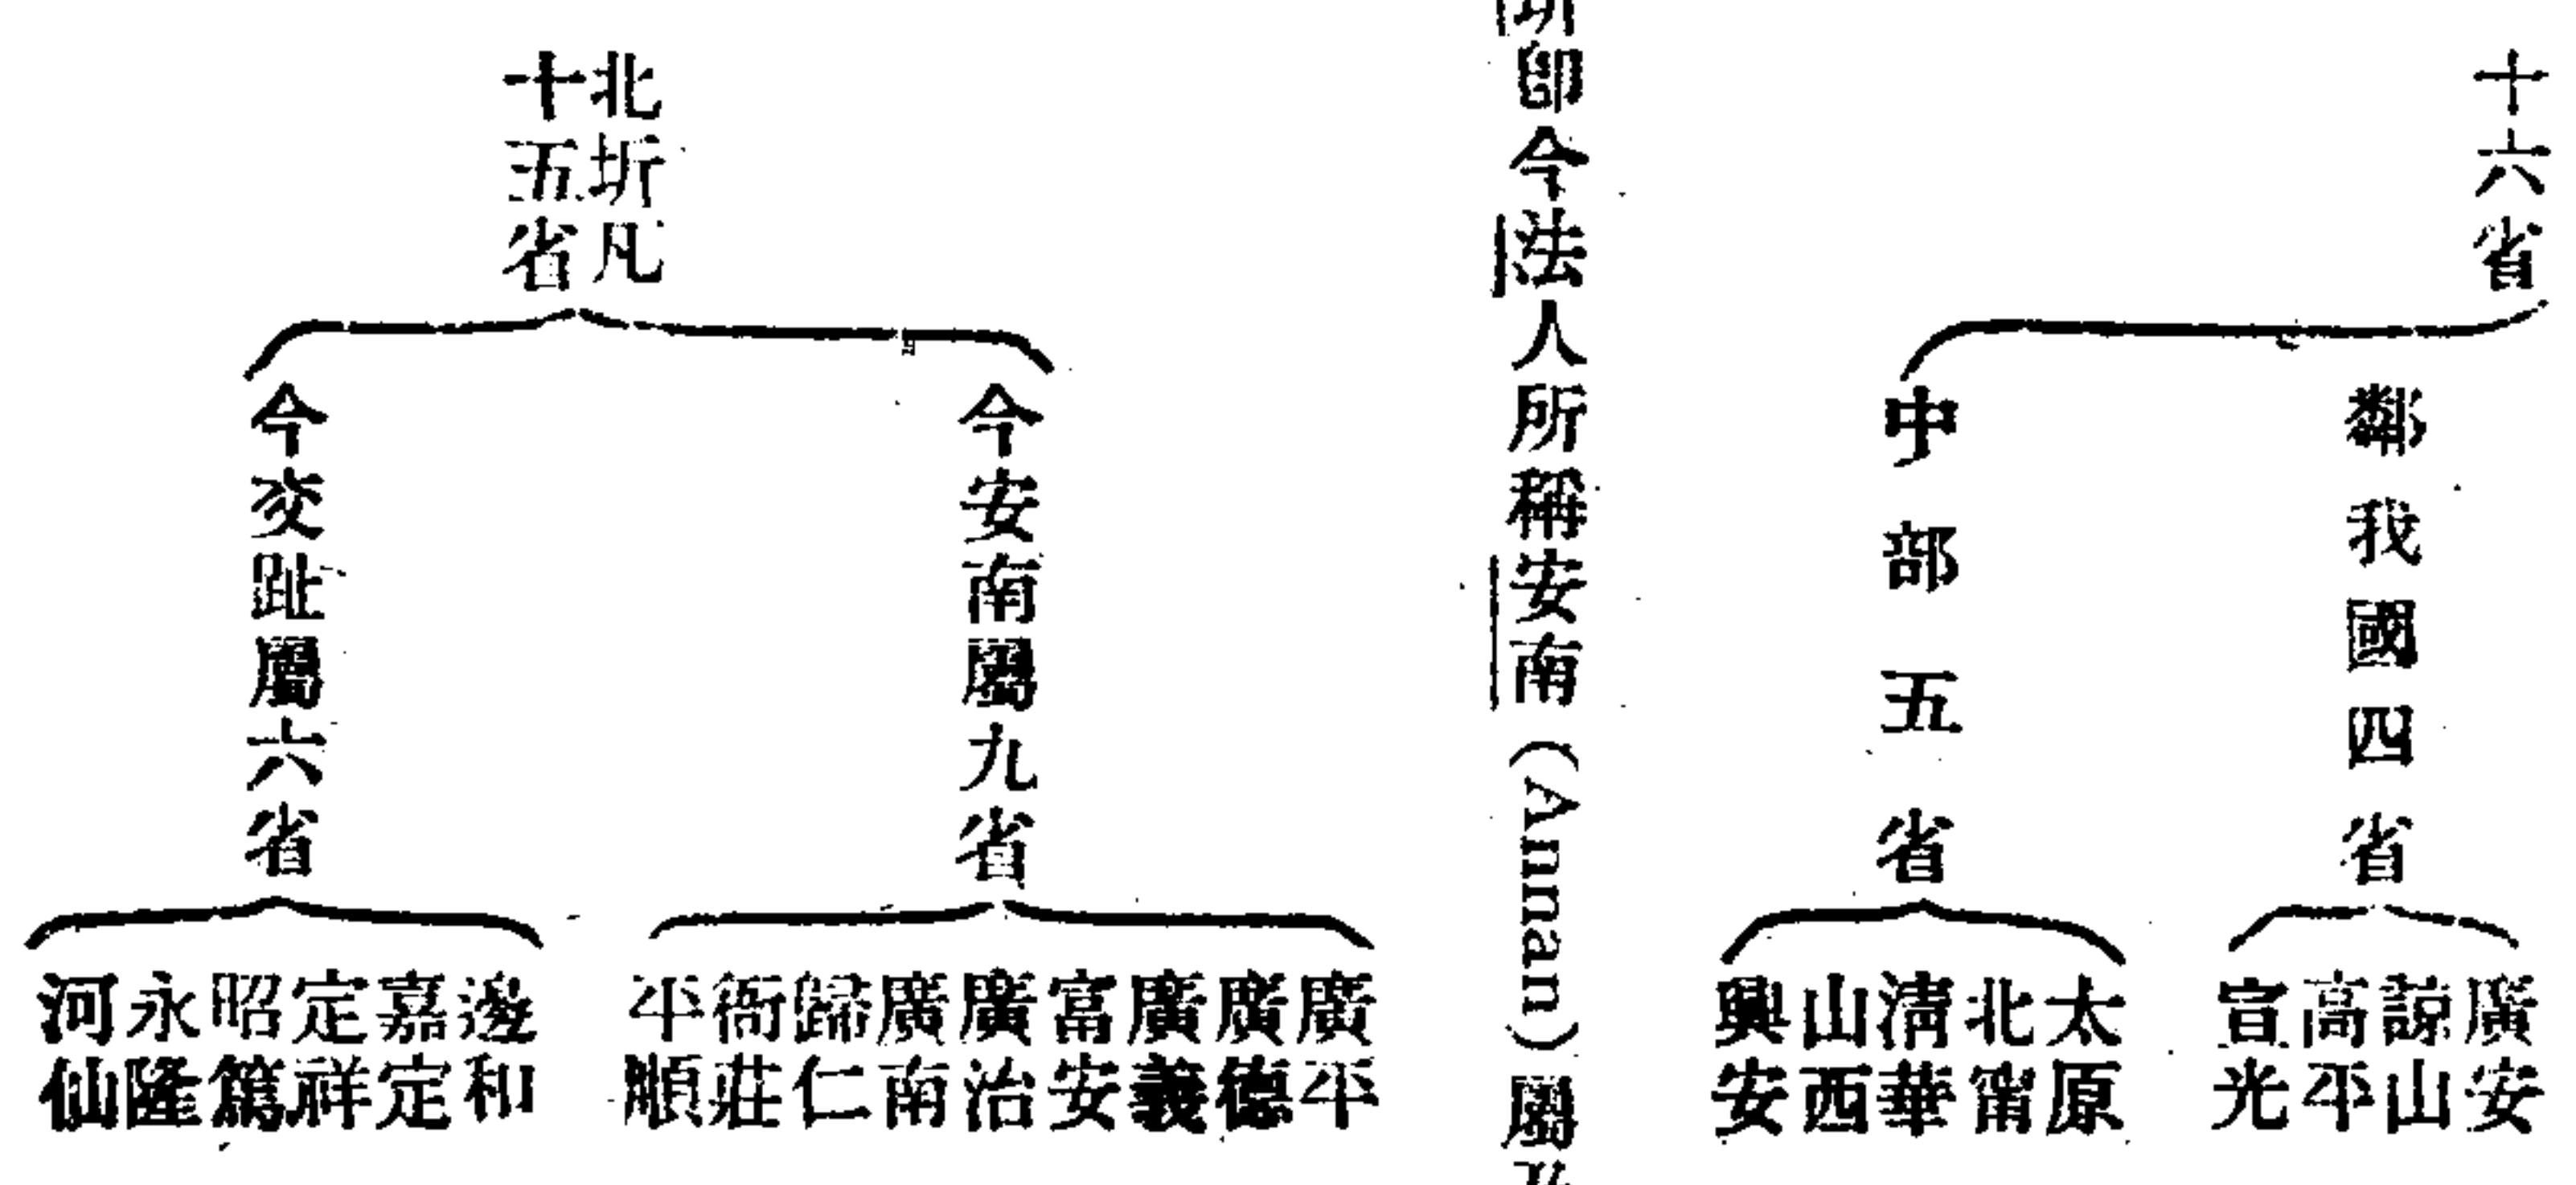 十六省
鄰我國四省
廣安
諒山
高平
宣光
中部五省
太原
北甯
清華
山西
興安
圻卽今法人所稱安南(Annan)屬
北圻凡
十五省
今安南屬九省
廣平
廣德
廣義
富安
廣治
廣南
歸仁
衙莊
平順
今交趾屬六省
邊和
嘉定
定祥
昭篤
永隆
河仙